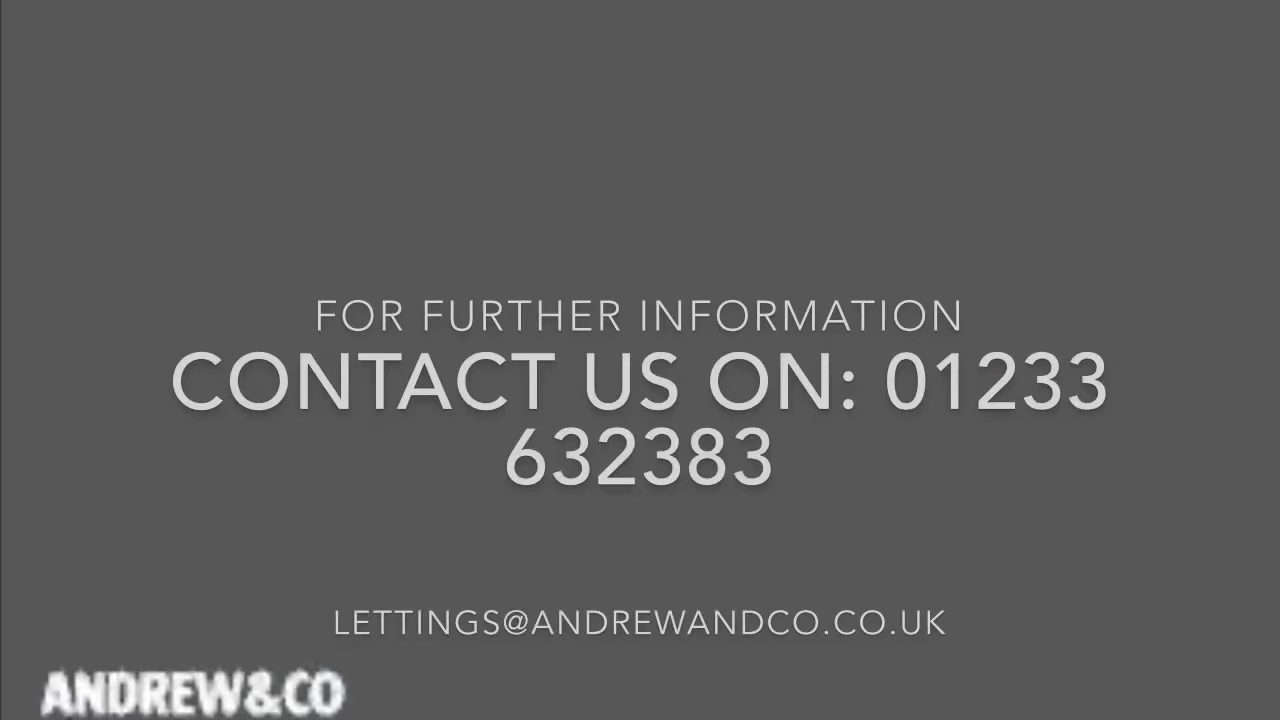 FOR FURTHER INFORMATION
CONTACT US ON: 01233
632383
LETTINGS@ANDREWANDCO.CO.UK
ANDREW&CO